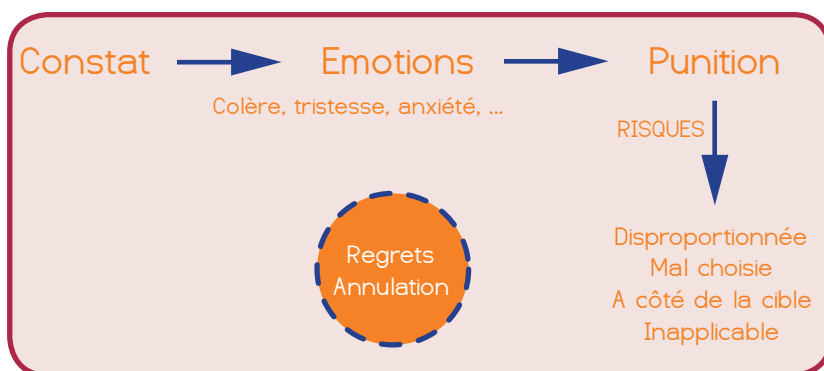 Constat
Emotions
Punition
Colère, tristesse, anxiété, ...
RISQUES
Regrets
Annulation
Disproportionnée
Mal choisie
A côté de la cible
Inapplicable